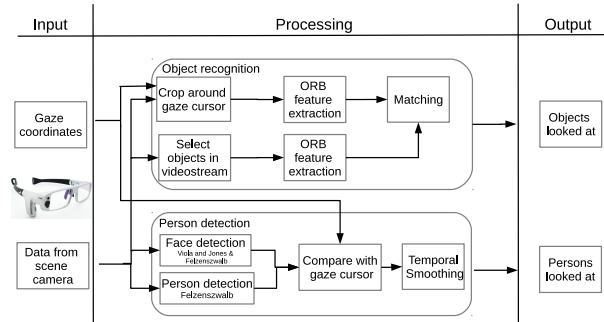 Input
Processing
Output
Object recognition
Crop around
gaze cursor
ORB
feature
extraction
Matching
Gaze
coordinates
Select
objects in
videostream
ORB
feature
extraction
Objects
looked at
Person detection
Face detection
Viola and Jones &
Felzenszwalb
Data from
scene
camera
Person detection
Felzenszwalb
Compare with
gaze cursor
Temporal
Smoothing
Persons
looked at